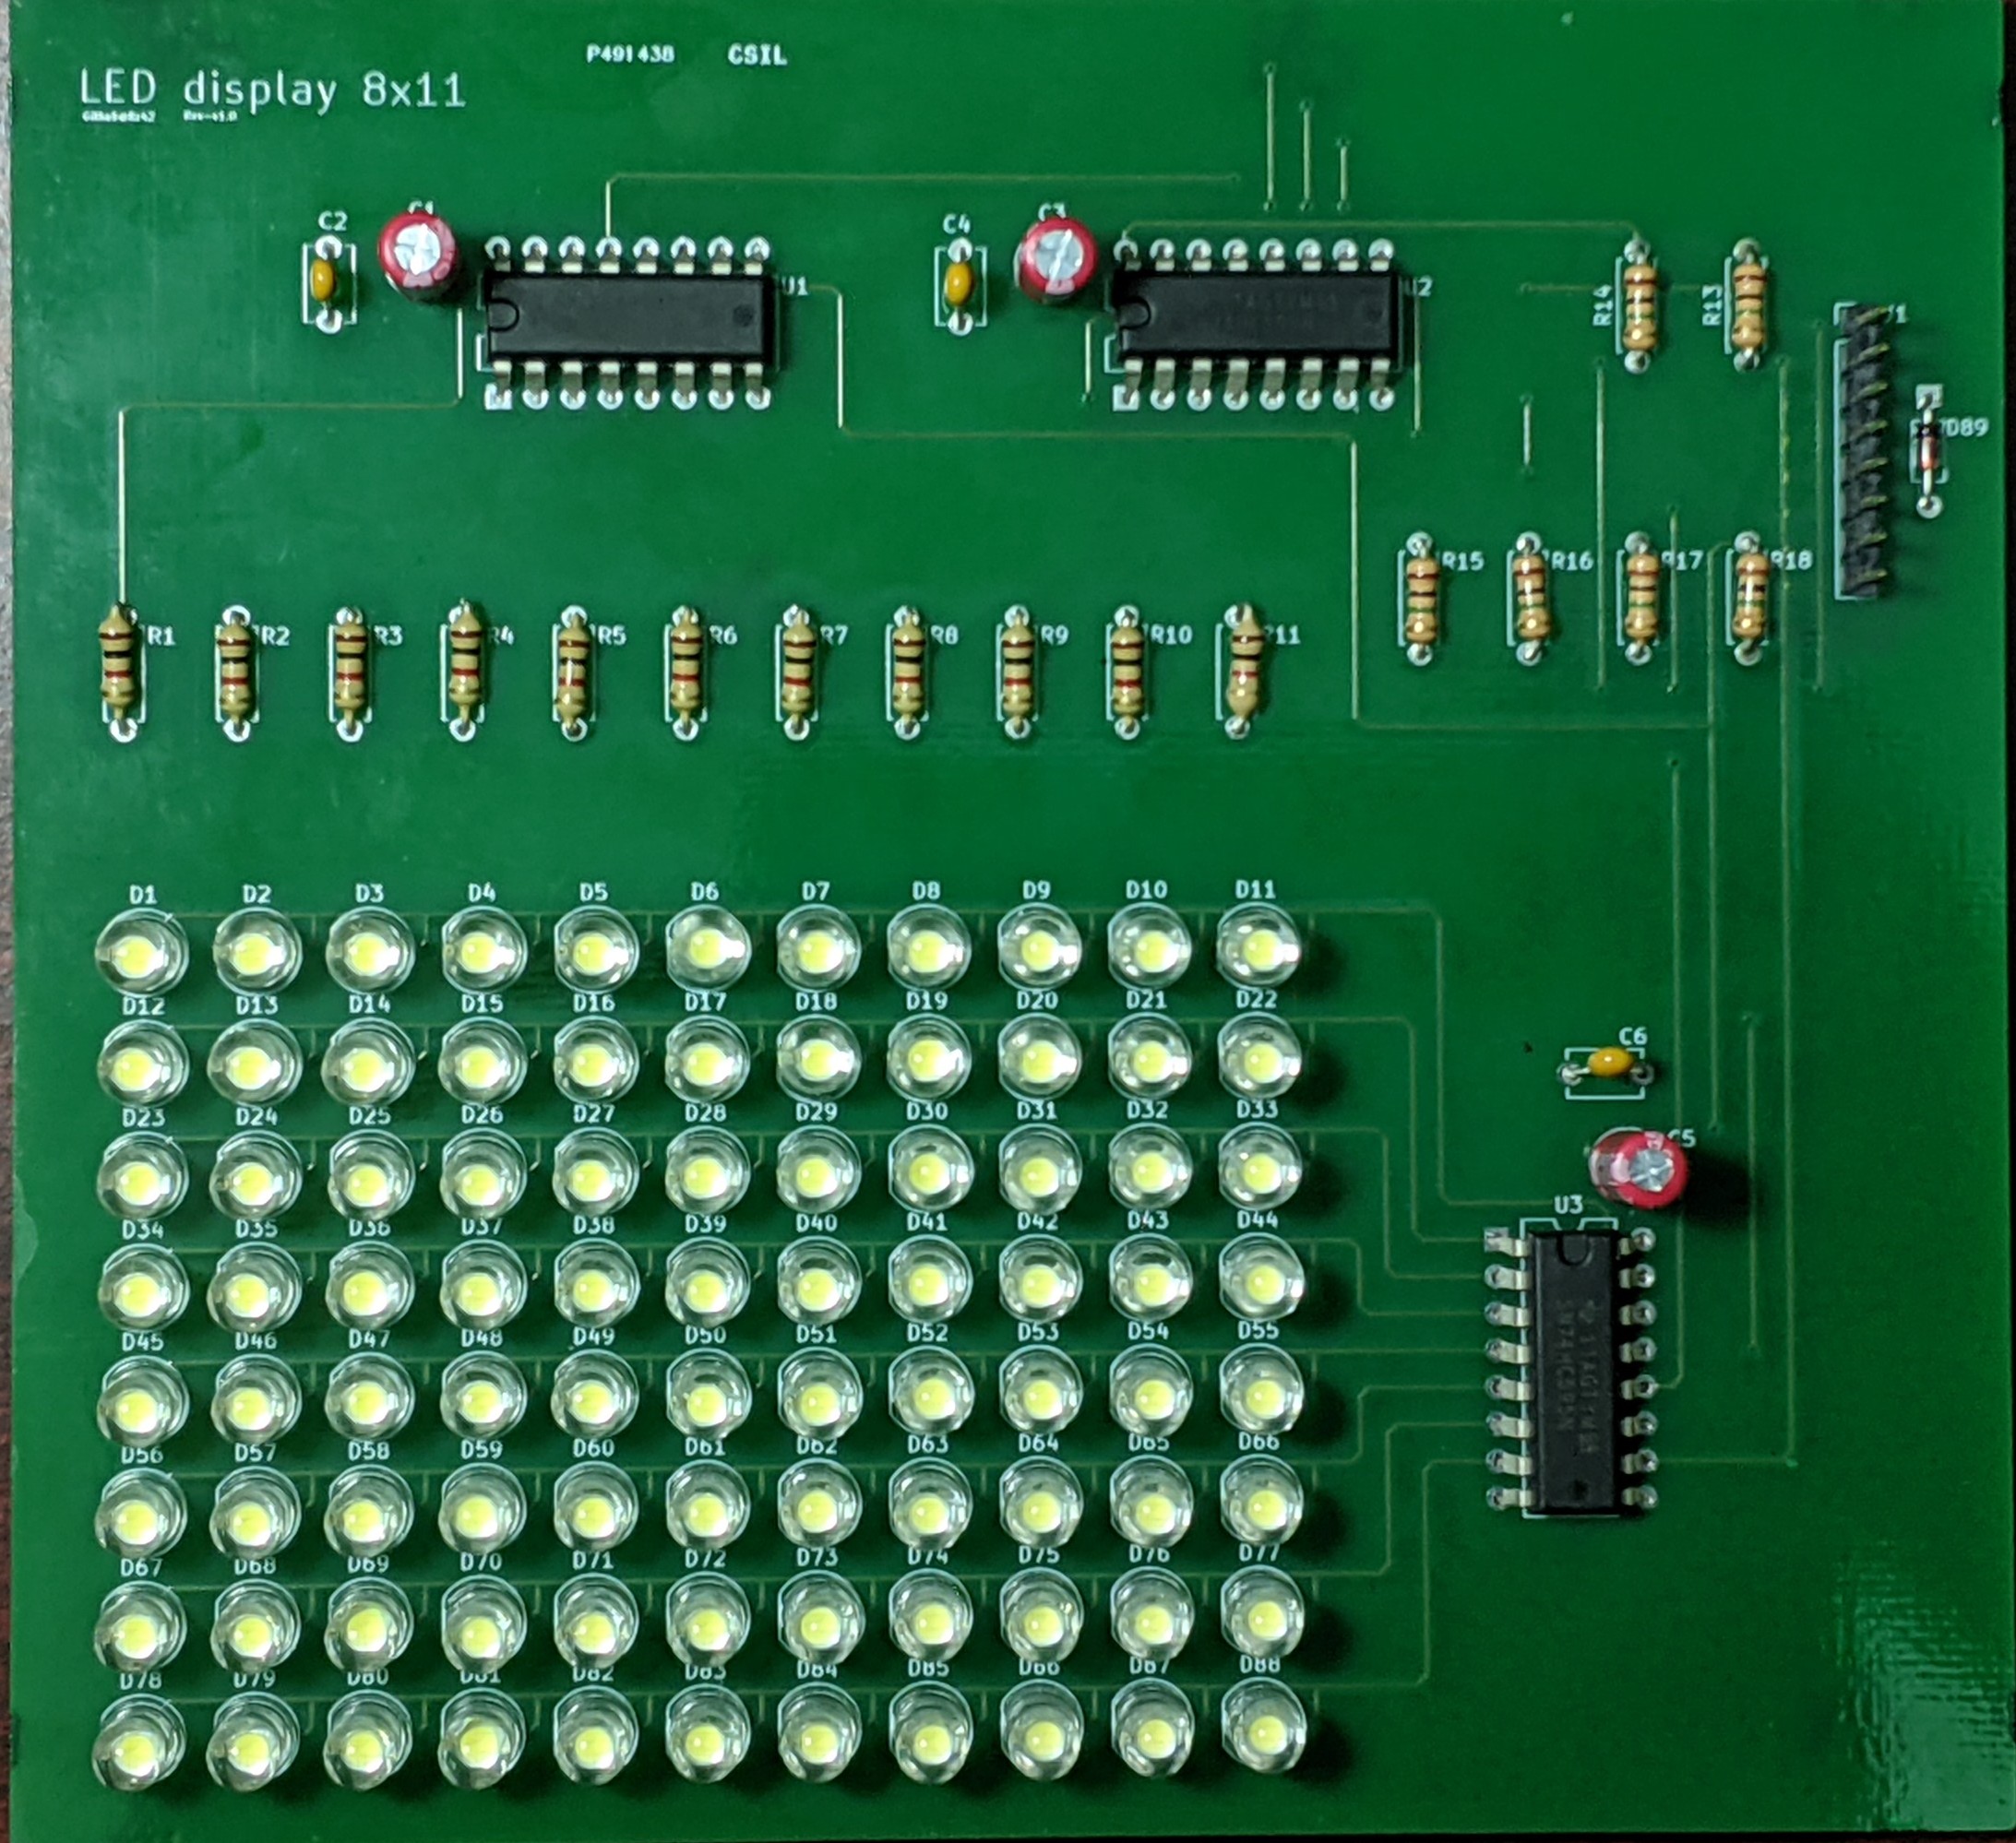 P491438 CSIL
LED display 8x11
C2 C1 C4 C3
U1 U2 R14 R13 J1
D89
R15 R16 R17 R18
R1 R2 R3 R4 R5 R6 R7 R8 R9 R10 R11
D1 D2 D3 D4 D5 D6 D7 D8 D9 D10 D11
D12 D13 D14 D15 D16 D17 D18 D19 D20 D21 D22
C6
D23 D24 D25 D26 D27 D28 D29 D30 D31 D32 D33
C5
U3
D34 D35 D36 D37 D38 D39 D40 D41 D42 D43 D44
D45 D46 D47 D48 D49 D50 D51 D52 D53 D54 D55
SN74HC595N
D56 D57 D58 D59 D60 D61 D62 D63 D64 D65 D66
D67 D68 D69 D70 D71 D72 D73 D74 D75 D76 D77
D78 D79 D80 D81 D82 D83 D84 D85 D86 D87 D88